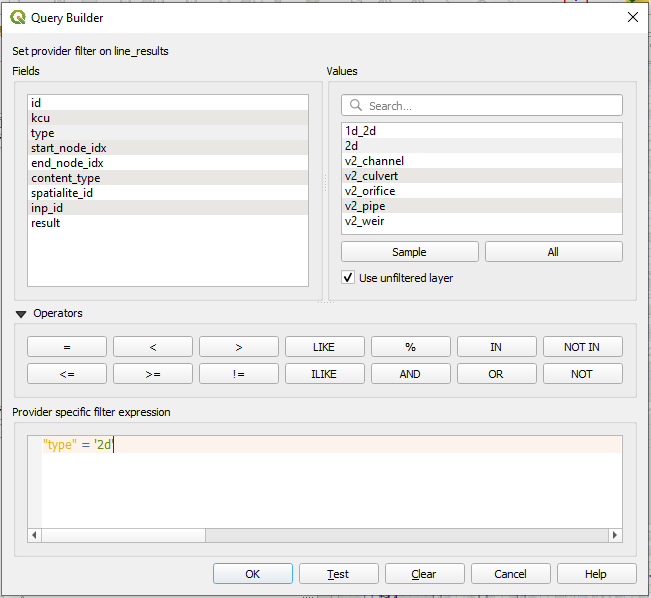 Query Builder
Set provider filter on line_results
Fields
Values
id
kcu
type
start_node_idx
end_node_idx
content_type
spatialite_id
inp_id
result
Search...
1d_2d
2d
v2_channel
v2_culvert
v2_orifice
v2_pipe
v2_weir
Sample
All
Use unfiltered layer
Operators
= < > LIKE % IN NOT IN
<= >= != ILIKE AND OR NOT
Provider specific filter expression
"type" = '2d'
OK Test Clear Cancel Help